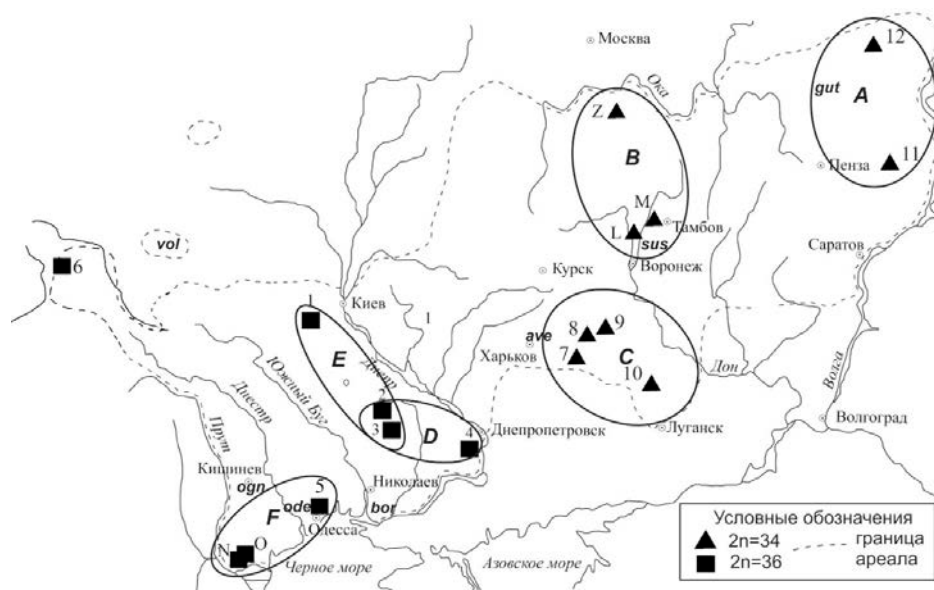 Москва
12
gut
A
Ока
Z
B
Пенза
11
M
Тамбов
L
sus
Воронеж
Саратов
vol
6
Курск
Киев
1
1
ave
8
9
Харьков
7
C
10
Дон
Волга
E
Днепр
Южный Буг
Днестр
2
3
D
4
Днепропетровск
Луганск
Волгоград
Прут
Кишинев
ogn
5
Николаев
F
ode
bor
Одесса
N
O
Черное море
Азовское море
Условные обозначения
2n=34
граница
2n=36
ареала